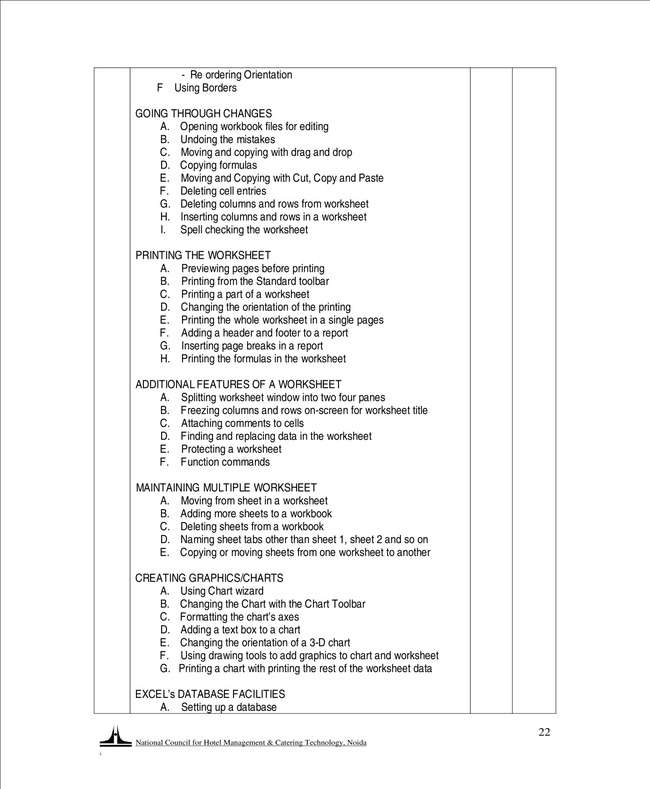 - Re ordering Orientation
F Using Borders
GOING THROUGH CHANGES
A. Opening workbook files for editing
B. Undoing the mistakes
C. Moving and copying with drag and drop
D. Copying formulas
E. Moving and Copying with Cut, Copy and Paste
F. Deleting cell entries
G. Deleting columns and rows from worksheet
H. Inserting columns and rows in a worksheet
I. Spell checking the worksheet
PRINTING THE WORKSHEET
A. Previewing pages before printing
B. Printing from the Standard toolbar
C. Printing a part of a worksheet
D. Changing the orientation of the printing
E. Printing the whole worksheet in a single pages
F. Adding a header and footer to a report
G. Inserting page breaks in a report
H. Printing the formulas in the worksheet
ADDITIONAL FEATURES OF A WORKSHEET
A. Splitting worksheet window into two four panes
B. Freezing columns and rows on-screen for worksheet title
C. Attaching comments to cells
D. Finding and replacing data in the worksheet
E. Protecting a worksheet
F. Function commands
MAINTAINING MULTIPLE WORKSHEET
A. Moving from sheet in a worksheet
B. Adding more sheets to a workbook
C. Deleting sheets from a workbook
D. Naming sheet tabs other than sheet 1, sheet 2 and so on
E. Copying or moving sheets from one worksheet to another
CREATING GRAPHICS/CHARTS
A. Using Chart wizard
B. Changing the Chart with the Chart Toolbar
C. Formatting the chart's axes
D. Adding a text box to a chart
E. Changing the orientation of a 3-D chart
F. Using drawing tools to add graphics to chart and worksheet
G. Printing a chart with printing the rest of the worksheet data
EXCEL's DATABASE FACILITIES
A. Setting up a database
22
National Council for Hotel Management & Catering Technology, Noida